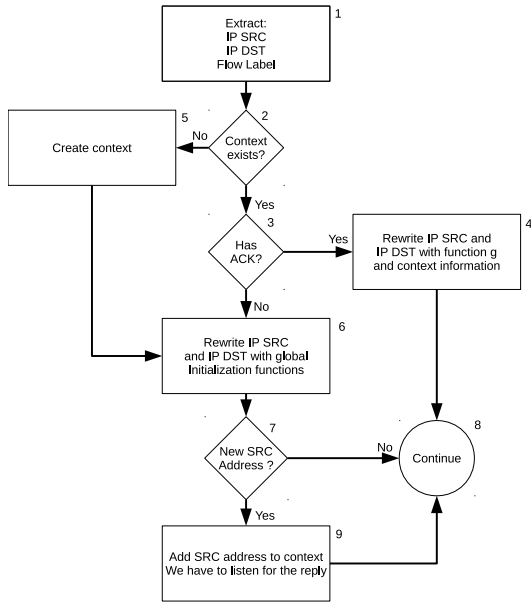 1
Extract:
IP SRC
IP DST
Flow Label
2
Context
exists?
No
5
Create context
Yes
3
Has
ACK?
Yes
4
Rewrite IP SRC and
IP DST with function g
and context information
No
6
Rewrite IP SRC
and IP DST with global
Initialization functions
7
New SRC
Address ?
No
8
Continue
Yes
9
Add SRC address to context
We have to listen for the reply